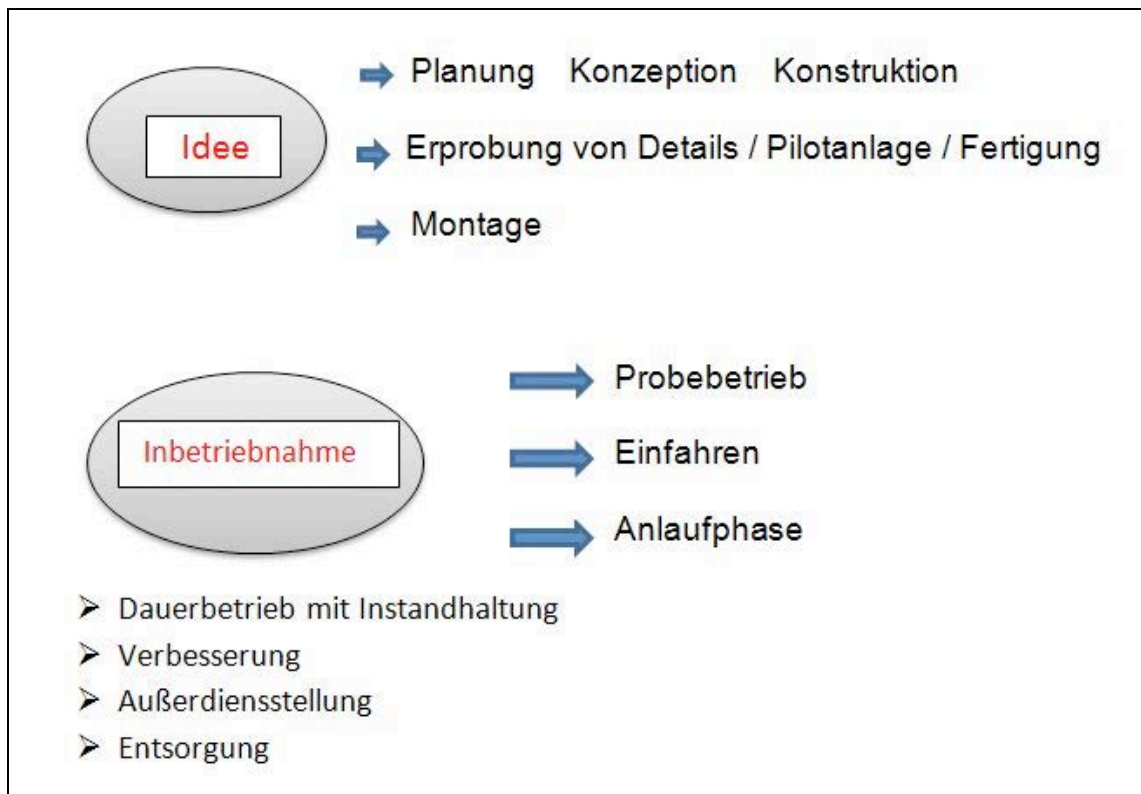 Idee
Planung Konzeption Konstruktion
Erprobung von Details / Pilotanlage / Fertigung
Montage
Inbetriebnahme
Probebetrieb
Einfahren
Anlaufphase
Dauerbetrieb mit Instandhaltung
Verbesserung
Außerdiensstellung
Entsorgung